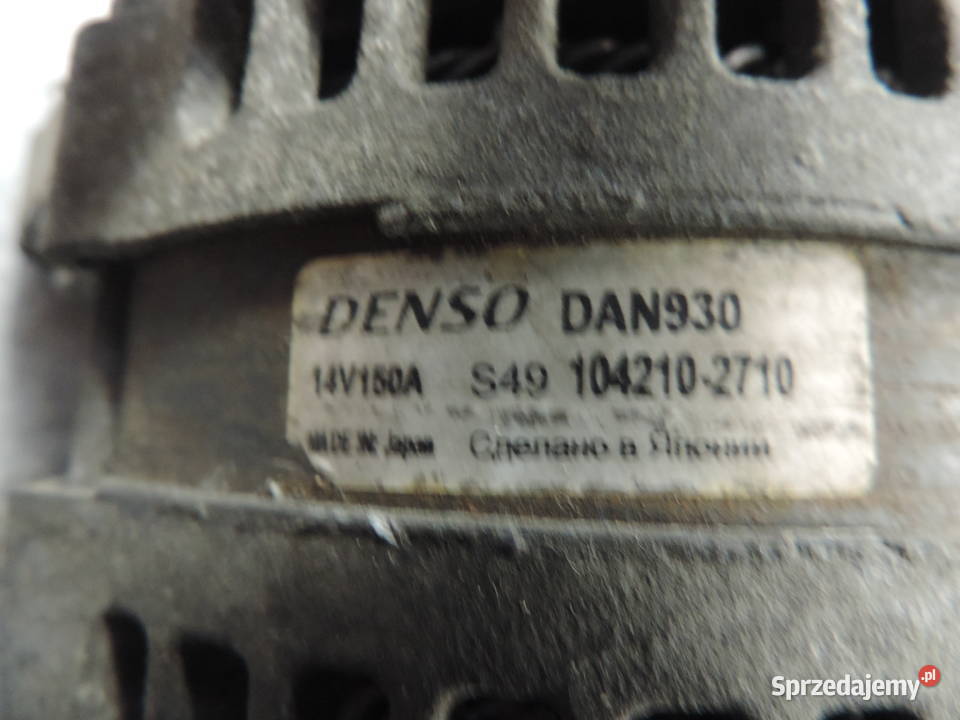 DENSO DAN930
14V150A S49 104210-2710
MADE IN Japan Сделано в Японии
Sprzedajemy.pl